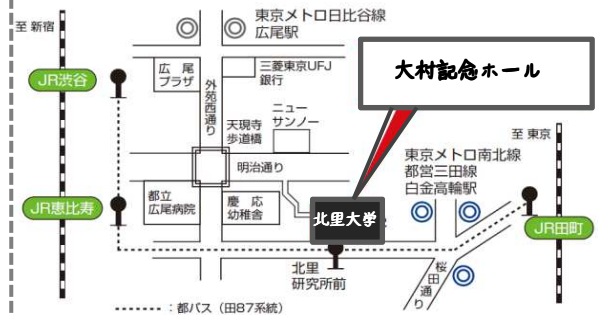 東京メトロ日比谷線
広尾駅
至 新宿
JR渋谷
広 尾
プラザ
外苑西通り
三菱東京UFJ
銀行
大村記念ホール
ニュー
サンノー
天現寺
歩道橋
至 東京
明治通り
東京メトロ南北線
都営三田線
白金高輪駅
JR恵比寿
都立
広尾病院
慶 応
幼稚舎
北里大学
JR田町
北里
研究所前
桜田通り
：都バス（田87系統）